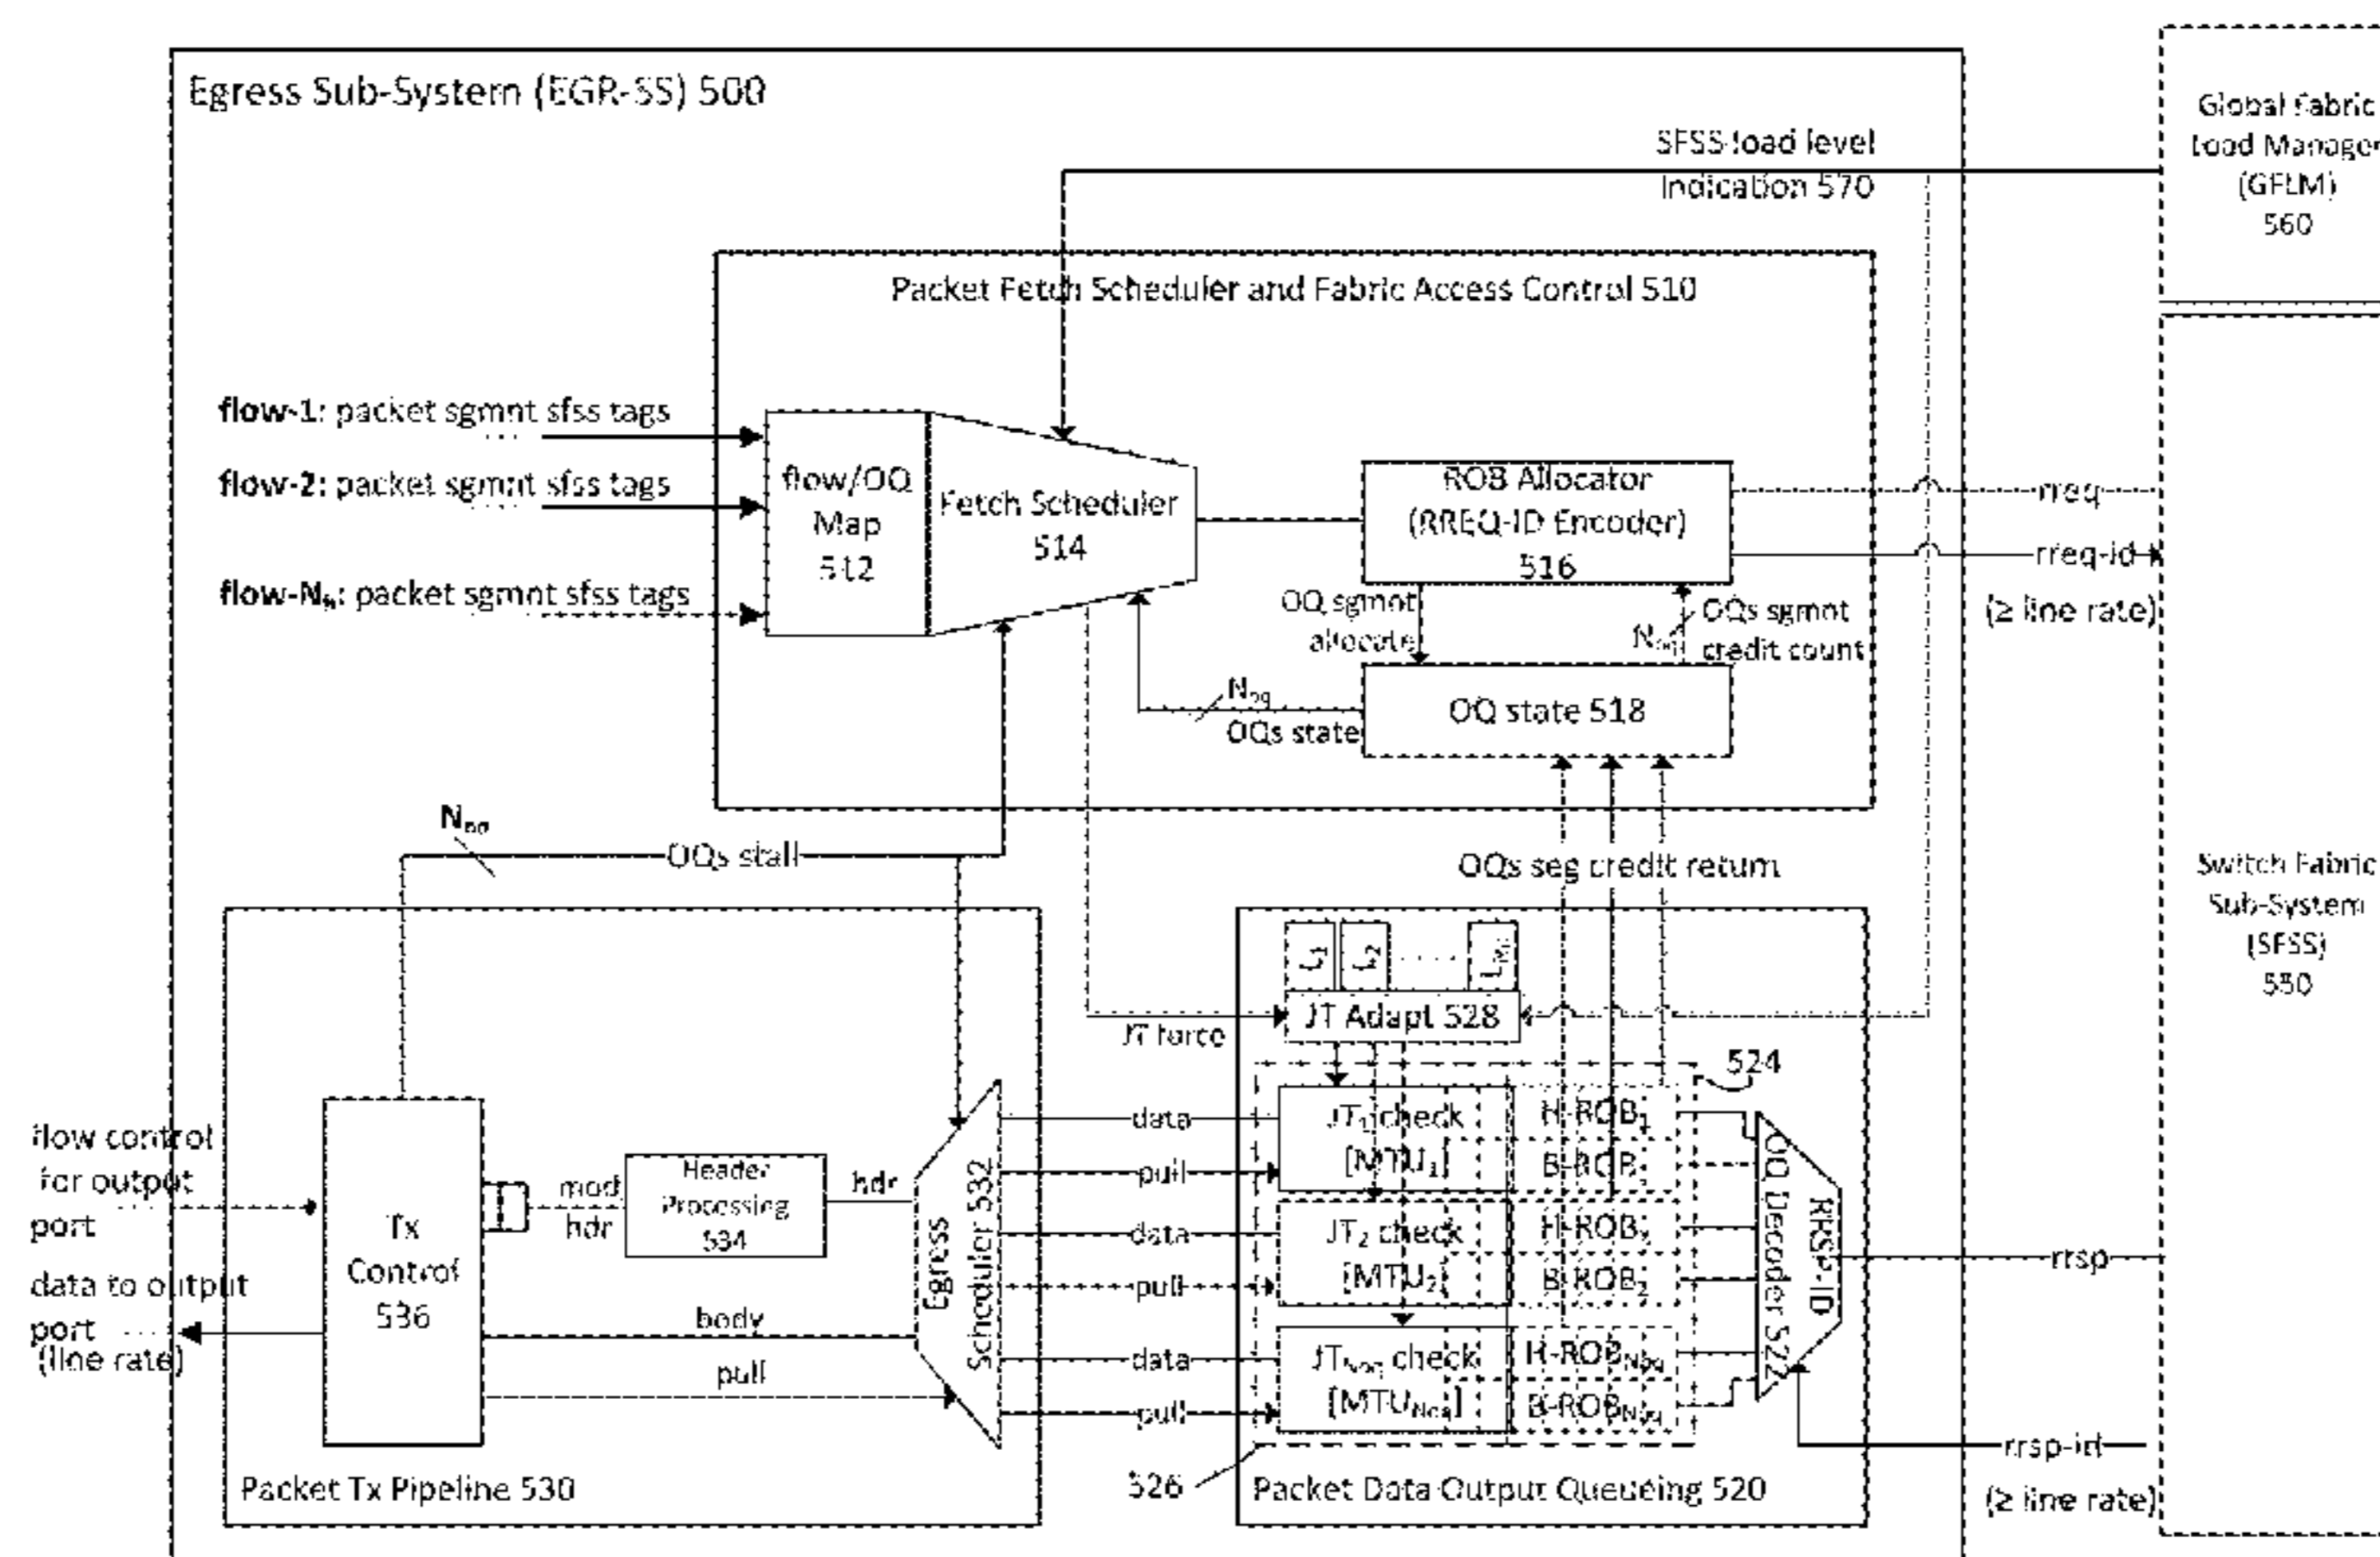 Egress Sub-System (EGR-SS) 500
Global Fabric
Load Manager
(GFLM)
560
SFSS load level
Indication 570
Packet Fetch Scheduler and Fabric Access Control 510
flow-1: packet sgmnt sfss tags
flow-2: packet sgmnt sfss tags
packet sgmnt sfss tags
flow/OQ
Map
512
Fetch Scheduler
514
ROB Allocator
(RREQ-ID Encoder)
516
rreq
rreq-id
(≥ line rate)
OQ sgmnt
allocate
OQs sgmnt
credit count
Noq
OQs state
OQ state 518
Noq
OQs stall
OQs seg credit return
Switch Fabric
Sub-System
(SFSS)
550
L1
L2
JT Adapt 528
JT force
524
flow control
for output
port
data to output
port
(line rate)
Tx
Control
536
mod
hdr
Header
Processing
534
hdr
body
pull
Egress
Scheduler 532
data
pull
data
pull
data
pull
JT1 check
[MTU1]
JT2 check
[MTU2]
JTNoq check
[MTUNoq]
H-ROB1
B-ROB1
H-ROB2
B-ROB2
H-ROBNoq
B-ROBNoq
RRSP-ID
OQ Decoder 522
rrsp
rrsp-id
(≥ line rate)
Packet Tx Pipeline 530
526
Packet Data Output Queueing 520